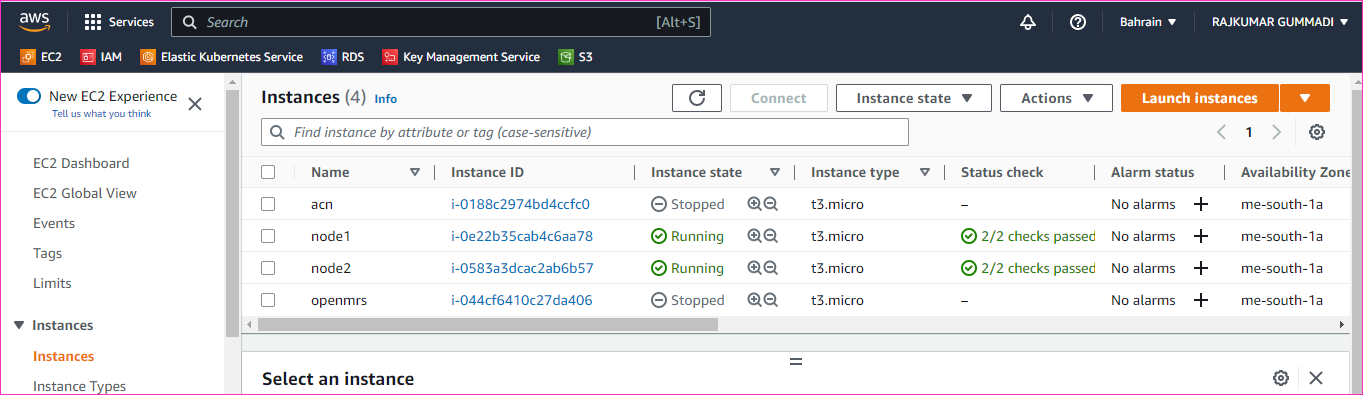 aws Services Search [Alt+S] Bahrain RAJKUMAR GUMMADI
EC2 IAM Elastic Kubernetes Service RDS Key Management Service S3
New EC2 Experience
Tell us what you think
EC2 Dashboard
EC2 Global View
Events
Tags
Limits
Instances
Instances
Instance Types
Instances (4) Info Connect Instance state Actions Launch instances
Find instance by attribute or tag (case-sensitive) 1
Name Instance ID Instance state Instance type Status check Alarm status Availability Zone
acn i-0188c2974bd4ccfc0 Stopped t3.micro – No alarms + me-south-1a
node1 i-0e22b35cab4c6aa78 Running t3.micro 2/2 checks passed No alarms + me-south-1a
node2 i-0583a3dcac2ab6b57 Running t3.micro 2/2 checks passed No alarms + me-south-1a
openmrs i-044cf6410c27da406 Stopped t3.micro – No alarms + me-south-1a
Select an instance